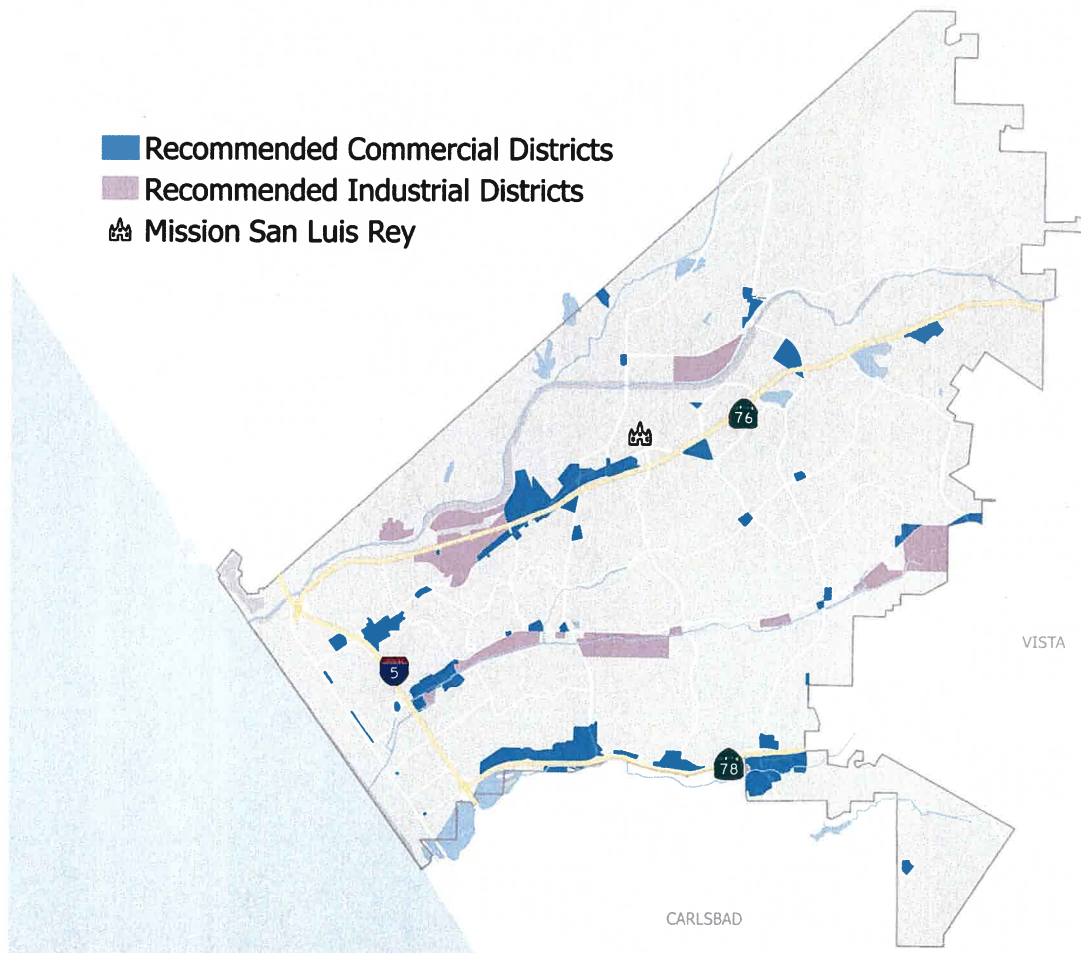 Recommended Commercial Districts
Recommended Industrial Districts
Mission San Luis Rey
76
VISTA
5
78
CARLSBAD